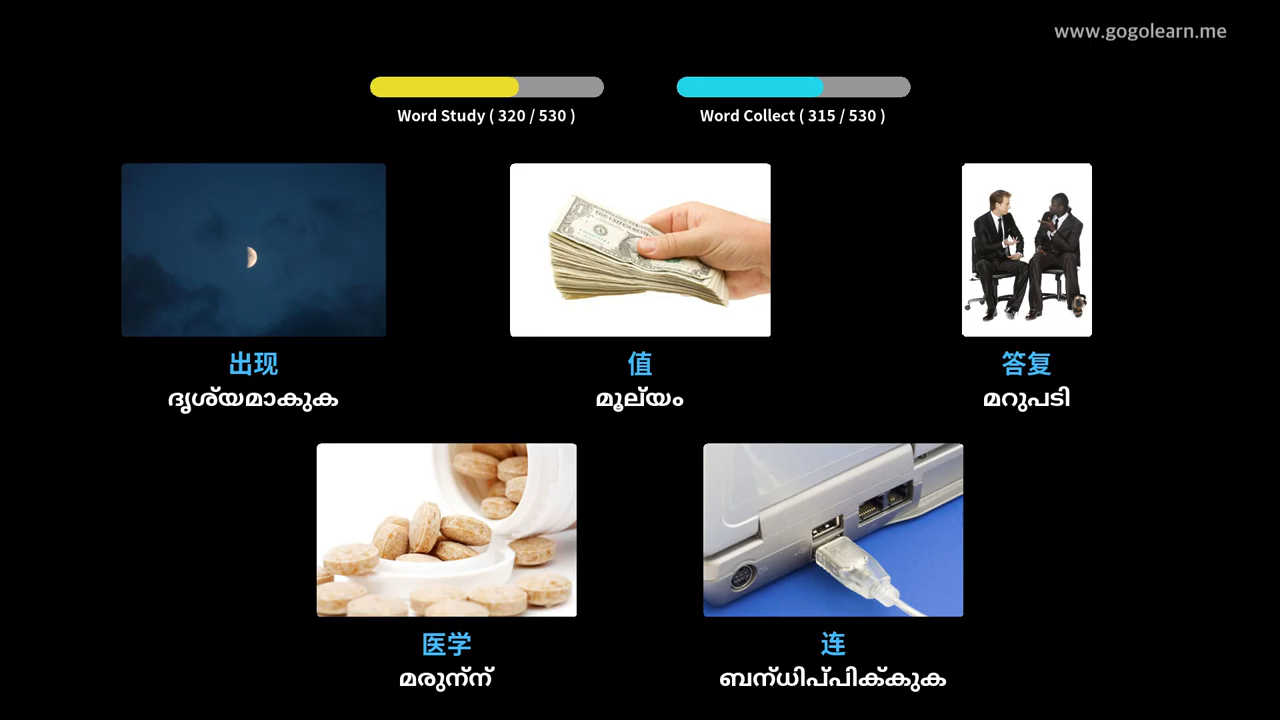 www.gogolearn.me
Word Study ( 320 / 530 )
Word Collect ( 315 / 530 )
出现
ദൃശ്യമാകുക
值
മൂല്യം
答复
മറുപടി
医学
മരുന്ന്
连
ബന്ധിപ്പിക്കുക